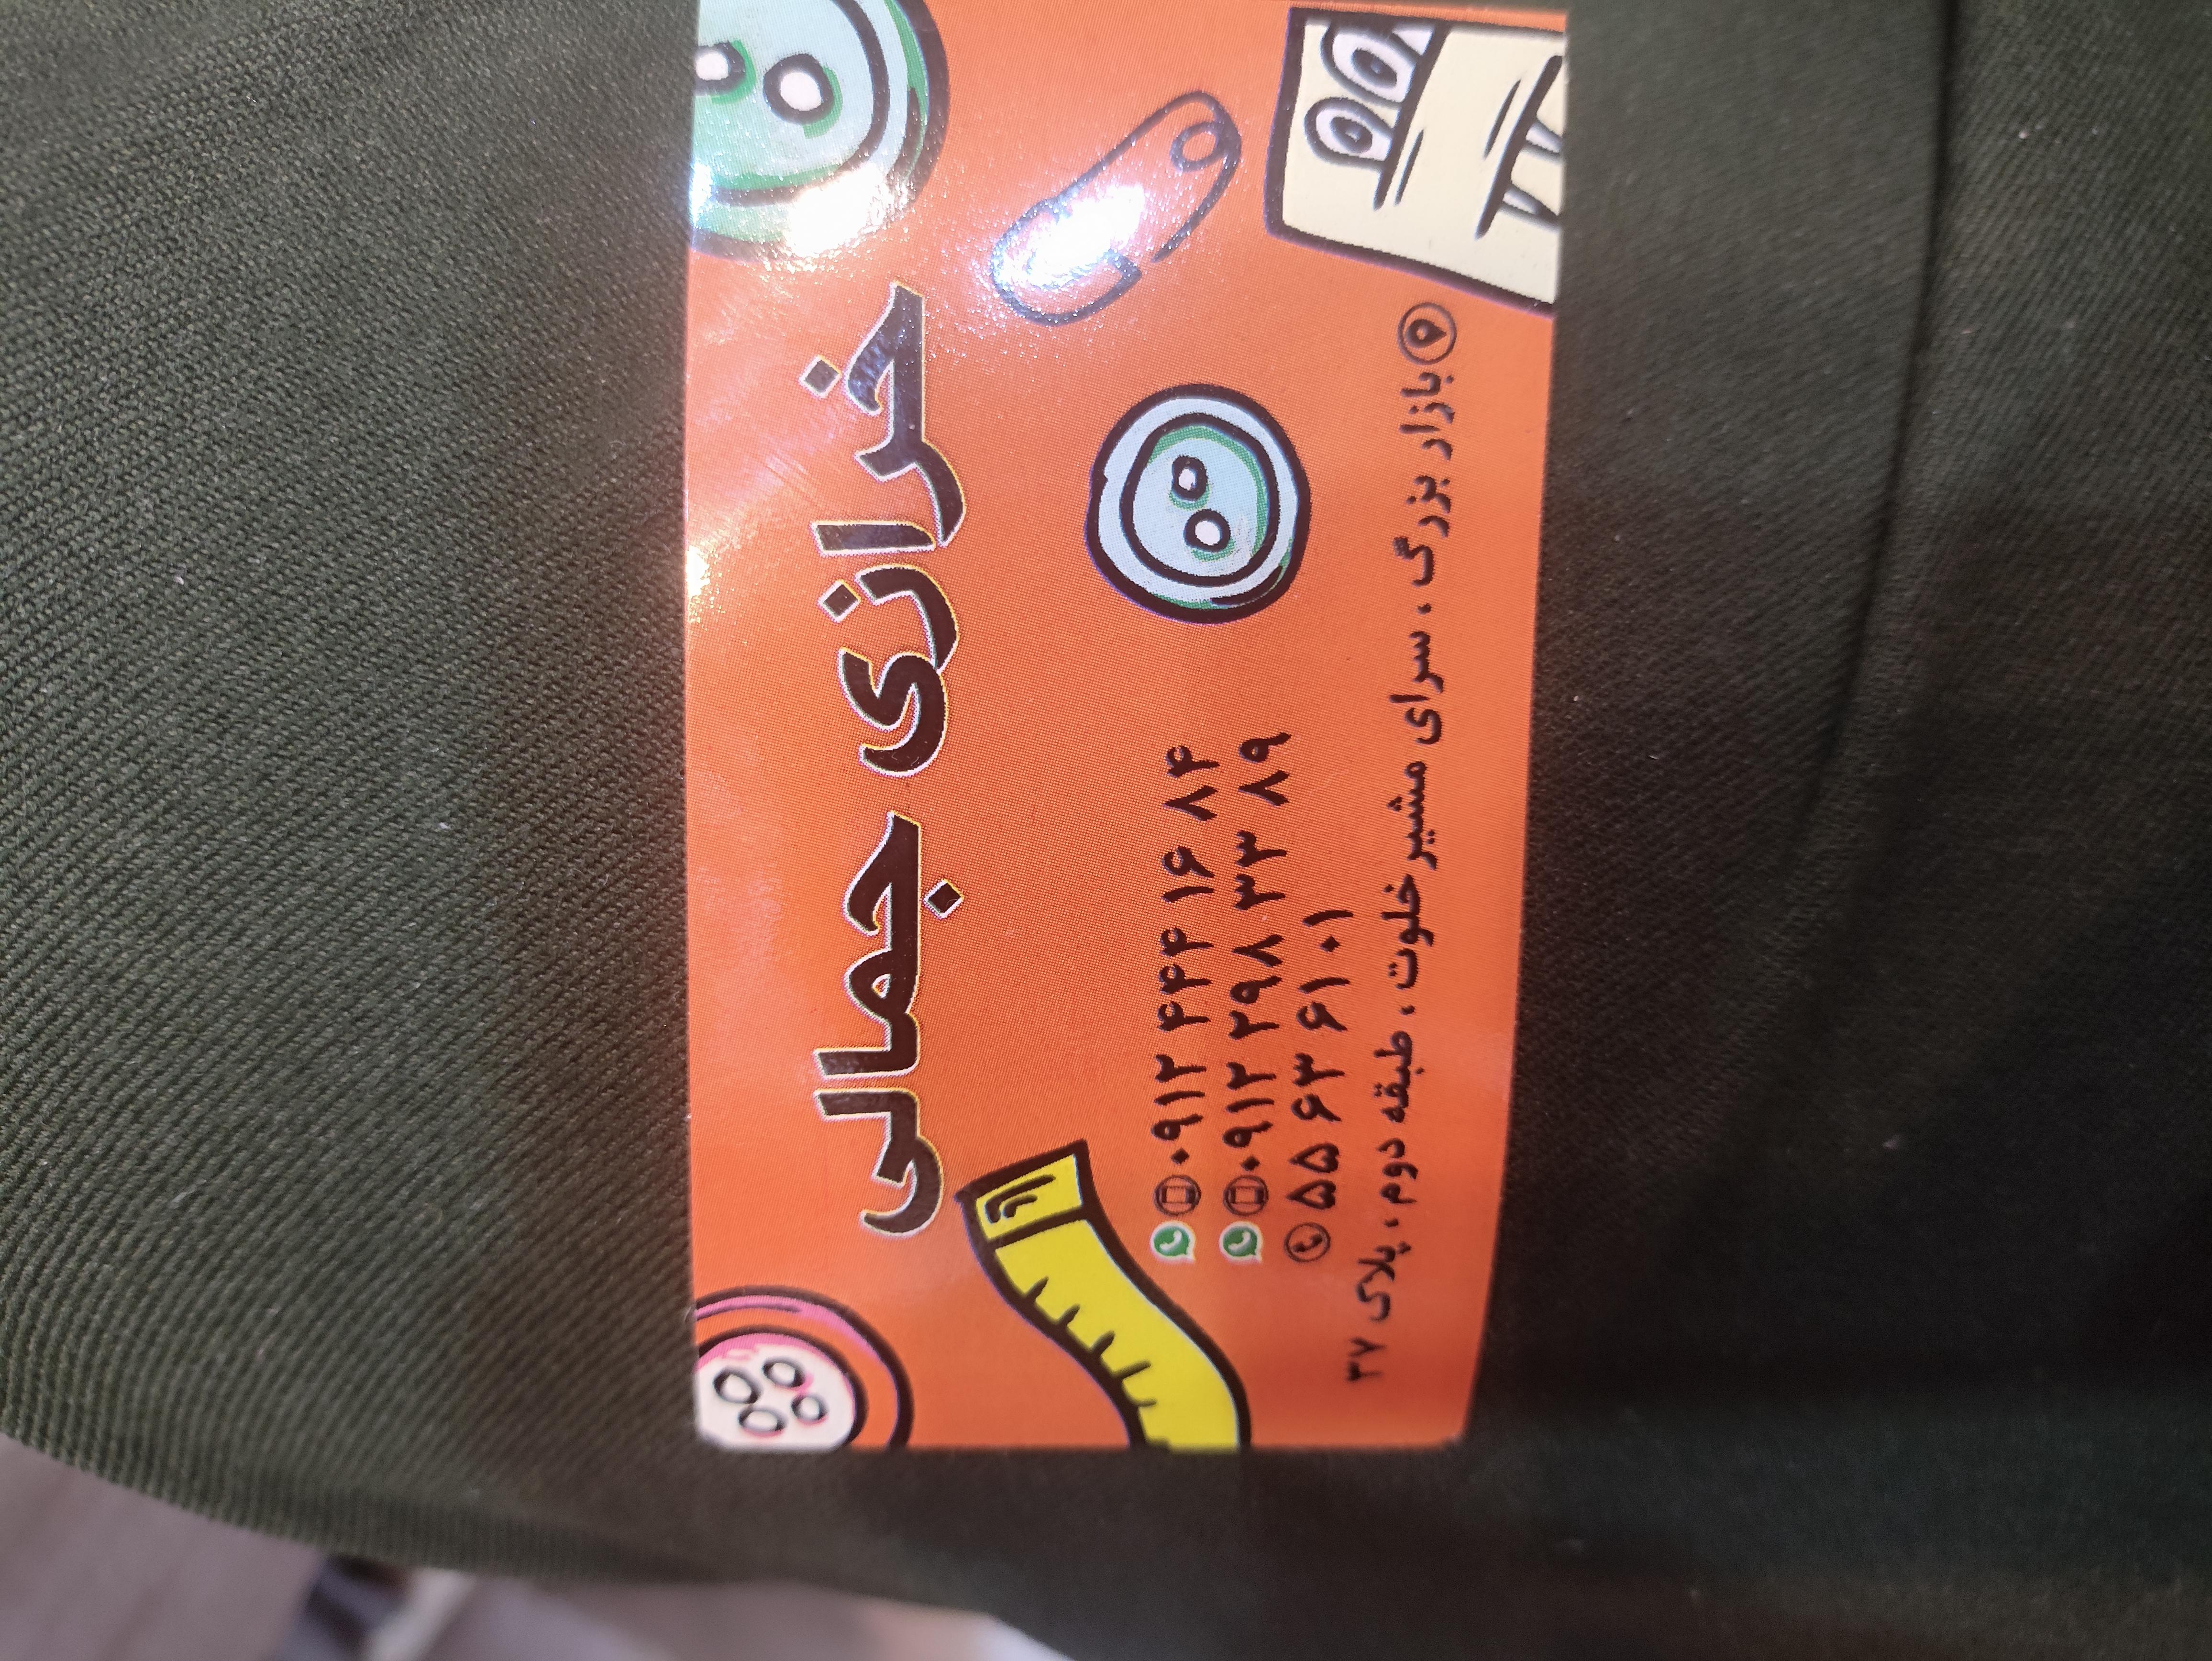 خرازی جمالی
۰۹۱۲ ۴۴۴ ۱۶ ۸۴
۰۹۱۲ ۲۹۸ ۳۳ ۸۹
۵۵ ۶۳ ۶۱ ۰۱
بازار بزرگ ، سرای مشیر خلوت ، طبقه دوم ، پلاک ۳۷